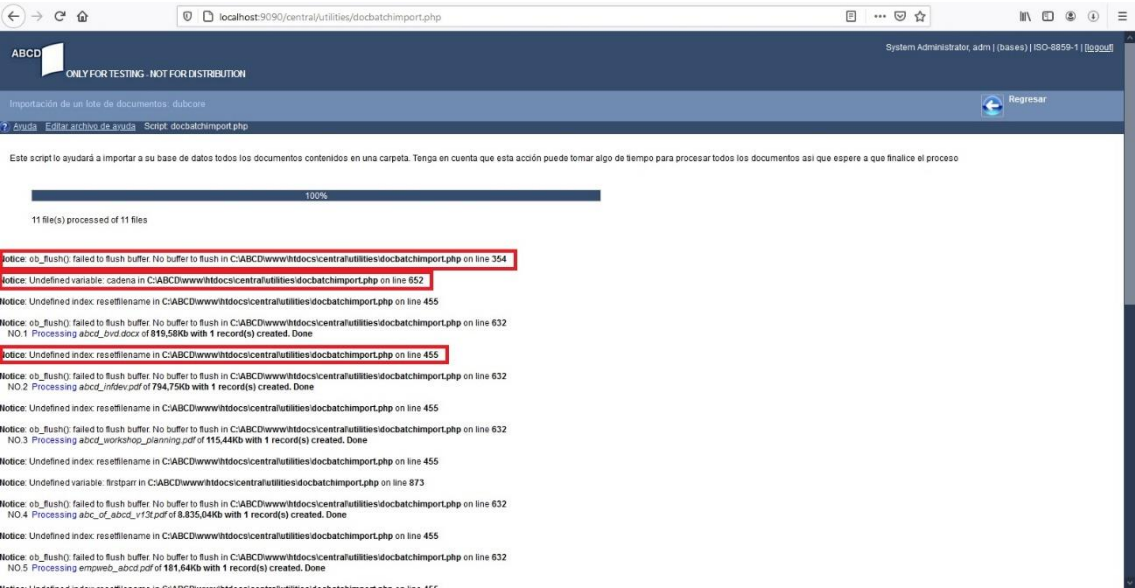 localhost:9090/central/utilities/docbatchimport.php
ABCD
System Administrator, adm | (bases) | ISO-8859-1 | [logout]
ONLY FOR TESTING - NOT FOR DISTRIBUTION
Importación de un lote de documentos: dubcore
Regresar
? Ayuda Editar archivo de ayuda Script: docbatchimport.php
Este script lo ayudará a importar a su base de datos todos los documentos contenidos en una carpeta. Tenga en cuenta que esta acción puede tomar algo de tiempo para procesar todos los documentos asi que espere a que finalice el proceso
100%
11 file(s) processed of 11 files
Notice: ob_flush(): failed to flush buffer. No buffer to flush in C:\ABCD\www\htdocs\central\utilities\docbatchimport.php on line 354
Notice: Undefined variable: cadena in C:\ABCD\www\htdocs\central\utilities\docbatchimport.php on line 652
Notice: Undefined index: resetfilename in C:\ABCD\www\htdocs\central\utilities\docbatchimport.php on line 455
Notice: ob_flush(): failed to flush buffer. No buffer to flush in C:\ABCD\www\htdocs\central\utilities\docbatchimport.php on line 632
NO.1 Processing abcd_bvd.docx of 819,58Kb with 1 record(s) created. Done
Notice: Undefined index: resetfilename in C:\ABCD\www\htdocs\central\utilities\docbatchimport.php on line 455
Notice: ob_flush(): failed to flush buffer. No buffer to flush in C:\ABCD\www\htdocs\central\utilities\docbatchimport.php on line 632
NO.2 Processing abcd_infdev.pdf of 794,75Kb with 1 record(s) created. Done
Notice: Undefined index: resetfilename in C:\ABCD\www\htdocs\central\utilities\docbatchimport.php on line 455
Notice: ob_flush(): failed to flush buffer. No buffer to flush in C:\ABCD\www\htdocs\central\utilities\docbatchimport.php on line 632
NO.3 Processing abcd_workshop_planning.pdf of 115,44Kb with 1 record(s) created. Done
Notice: Undefined index: resetfilename in C:\ABCD\www\htdocs\central\utilities\docbatchimport.php on line 455
Notice: Undefined variable: firstparr in C:\ABCD\www\htdocs\central\utilities\docbatchimport.php on line 873
Notice: ob_flush(): failed to flush buffer. No buffer to flush in C:\ABCD\www\htdocs\central\utilities\docbatchimport.php on line 632
NO.4 Processing abc_of_abcd_v13t.pdf of 8.835,04Kb with 1 record(s) created. Done
Notice: Undefined index: resetfilename in C:\ABCD\www\htdocs\central\utilities\docbatchimport.php on line 455
Notice: ob_flush(): failed to flush buffer. No buffer to flush in C:\ABCD\www\htdocs\central\utilities\docbatchimport.php on line 632
NO.5 Processing empweb_abcd.pdf of 181,64Kb with 1 record(s) created. Done